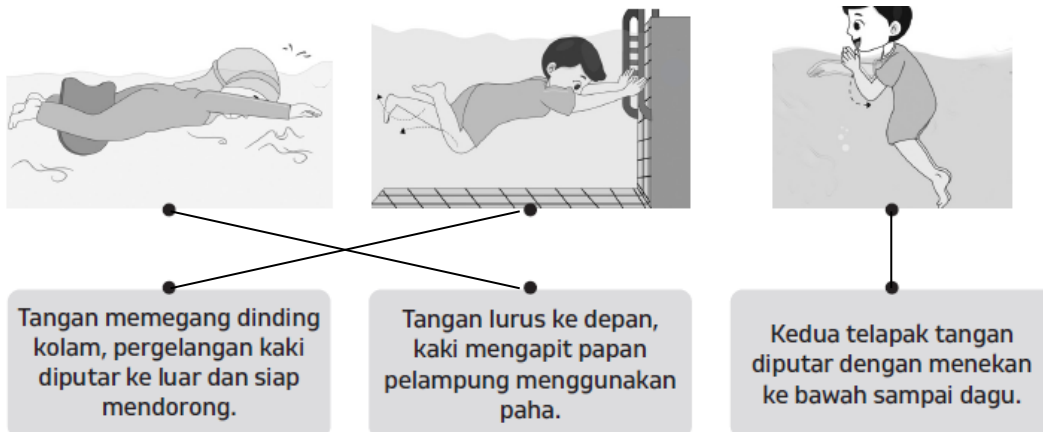 Tangan memegang dinding
kolam, pergelangan kaki
diputar ke luar dan siap
mendorong.
Tangan lurus ke depan,
kaki mengapit papan
pelampung menggunakan
paha.
Kedua telapak tangan
diputar dengan menekan
ke bawah sampai dagu.